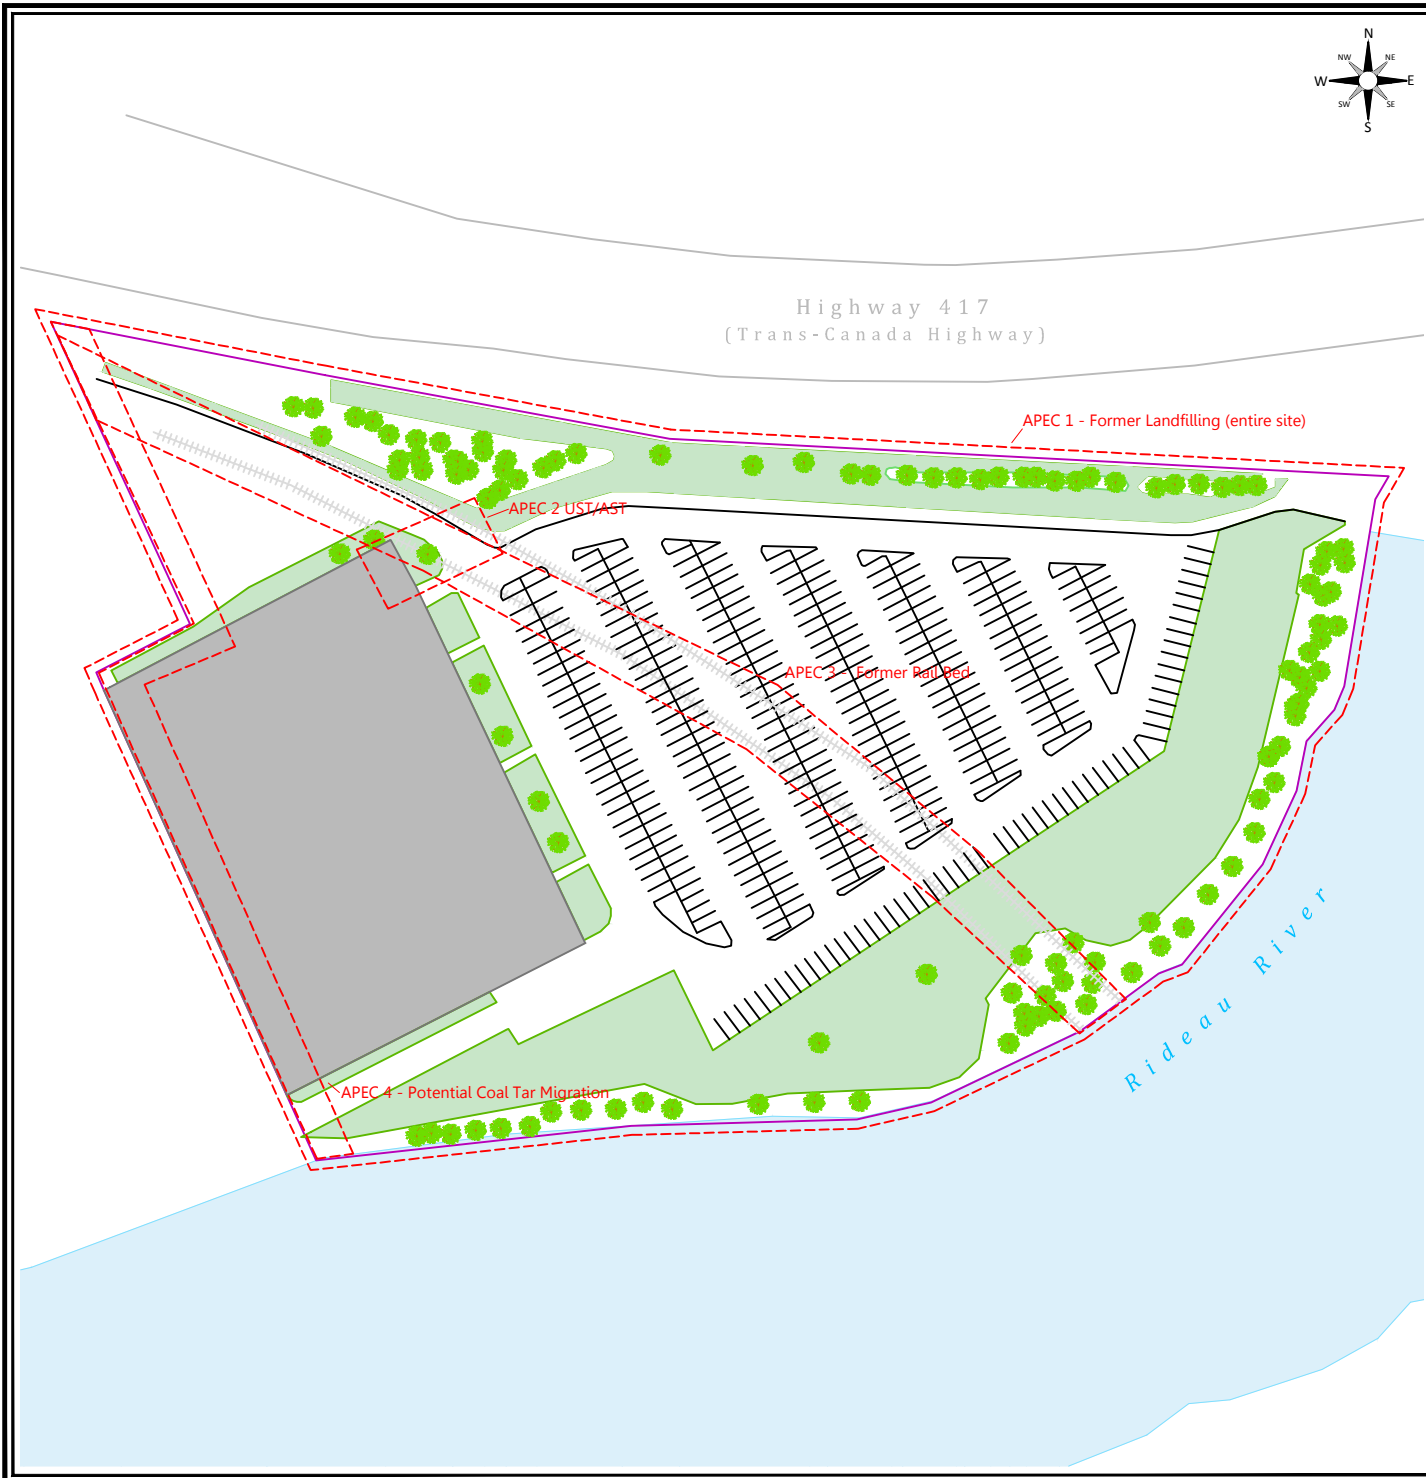 N
NW NE
W E
SW SE
S
Highway 417
(Trans-Canada Highway)
APEC 1 - Former Landfilling (entire site)
APEC 2 UST/AST
APEC 3 - Former Rail Bed
Rideau River
APEC 4 - Potential Coal Tar Migration